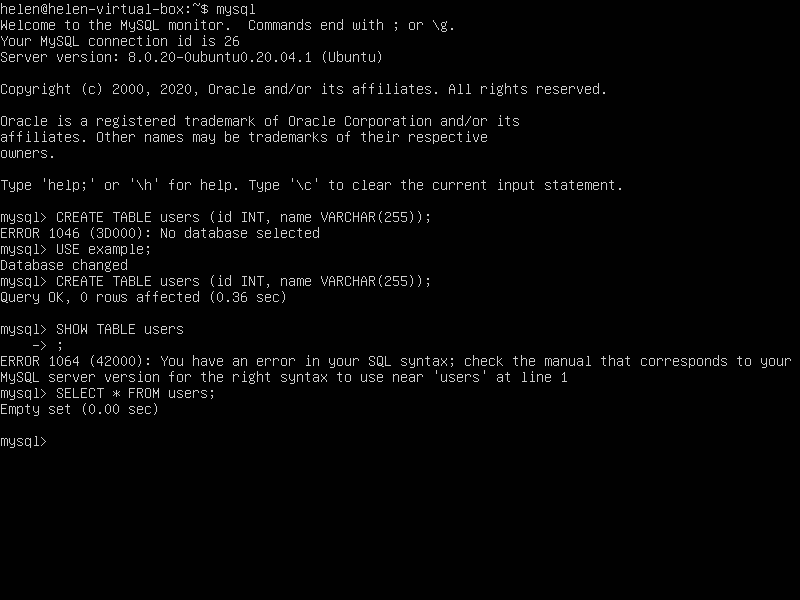 helen@helen-virtual-box:~$ mysql
Welcome to the MySQL monitor.  Commands end with ; or \g.
Your MySQL connection id is 26
Server version: 8.0.20-0ubuntu0.20.04.1 (Ubuntu)

Copyright (c) 2000, 2020, Oracle and/or its affiliates. All rights reserved.

Oracle is a registered trademark of Oracle Corporation and/or its
affiliates. Other names may be trademarks of their respective
owners.

Type 'help;' or '\h' for help. Type '\c' to clear the current input statement.

mysql> CREATE TABLE users (id INT, name VARCHAR(255));
ERROR 1046 (3D000): No database selected
mysql> USE example;
Database changed
mysql> CREATE TABLE users (id INT, name VARCHAR(255));
Query OK, 0 rows affected (0.36 sec)

mysql> SHOW TABLE users
    -> ;
ERROR 1064 (42000): You have an error in your SQL syntax; check the manual that corresponds to your
MySQL server version for the right syntax to use near 'users' at line 1
mysql> SELECT * FROM users;
Empty set (0.00 sec)

mysql>